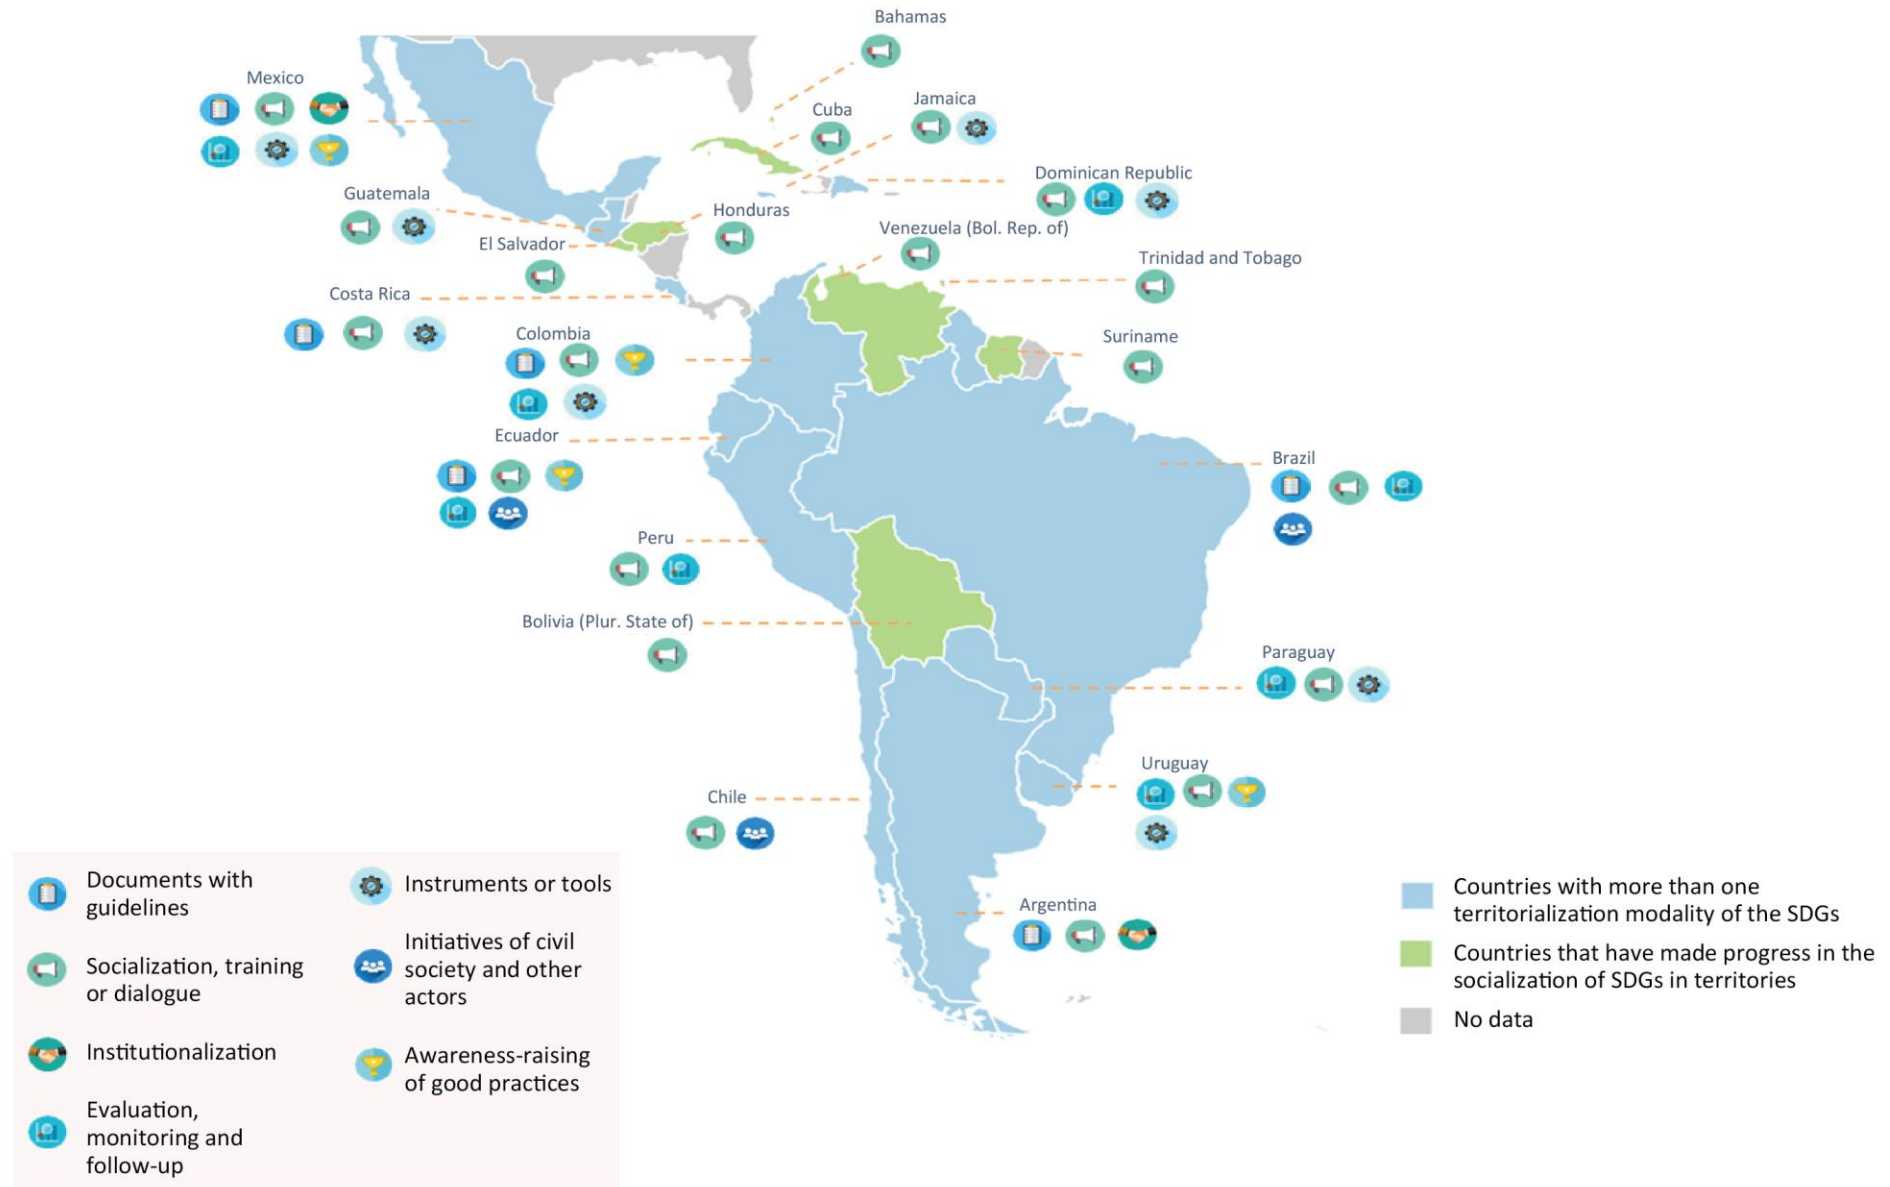 Bahamas
Mexico
Cuba
Jamaica
Dominican Republic
Guatemala
Honduras
Venezuela (Bol. Rep. of)
El Salvador
Trinidad and Tobago
Costa Rica
Colombia
Suriname
Ecuador
Brazil
Peru
Bolivia (Plur. State of)
Paraguay
Uruguay
Chile
Argentina
Documents with
guidelines
Socialization, training
or dialogue
Institutionalization
Evaluation,
monitoring and
follow-up
Instruments or tools
Initiatives of civil
society and other
actors
Awareness-raising
of good practices
Countries with more than one
territorialization modality of the SDGs
Countries that have made progress in the
socialization of SDGs in territories
No data